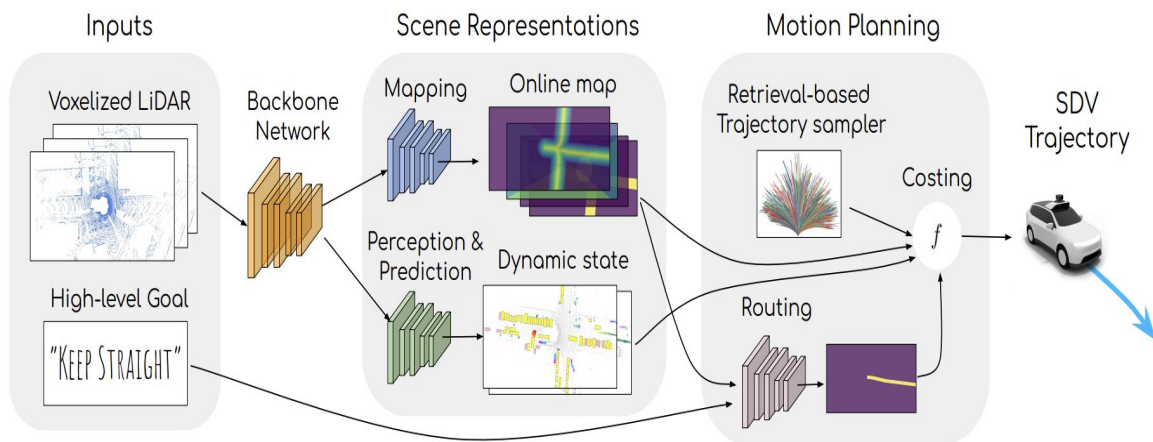 Inputs
Scene Representations
Motion Planning
Voxelized LiDAR
Backbone
Network
Mapping
Online map
Retrieval-based
Trajectory sampler
SDV
Trajectory
Costing
f
Perception &
Prediction
Dynamic state
High-level Goal
"KEEP STRAIGHT"
Routing